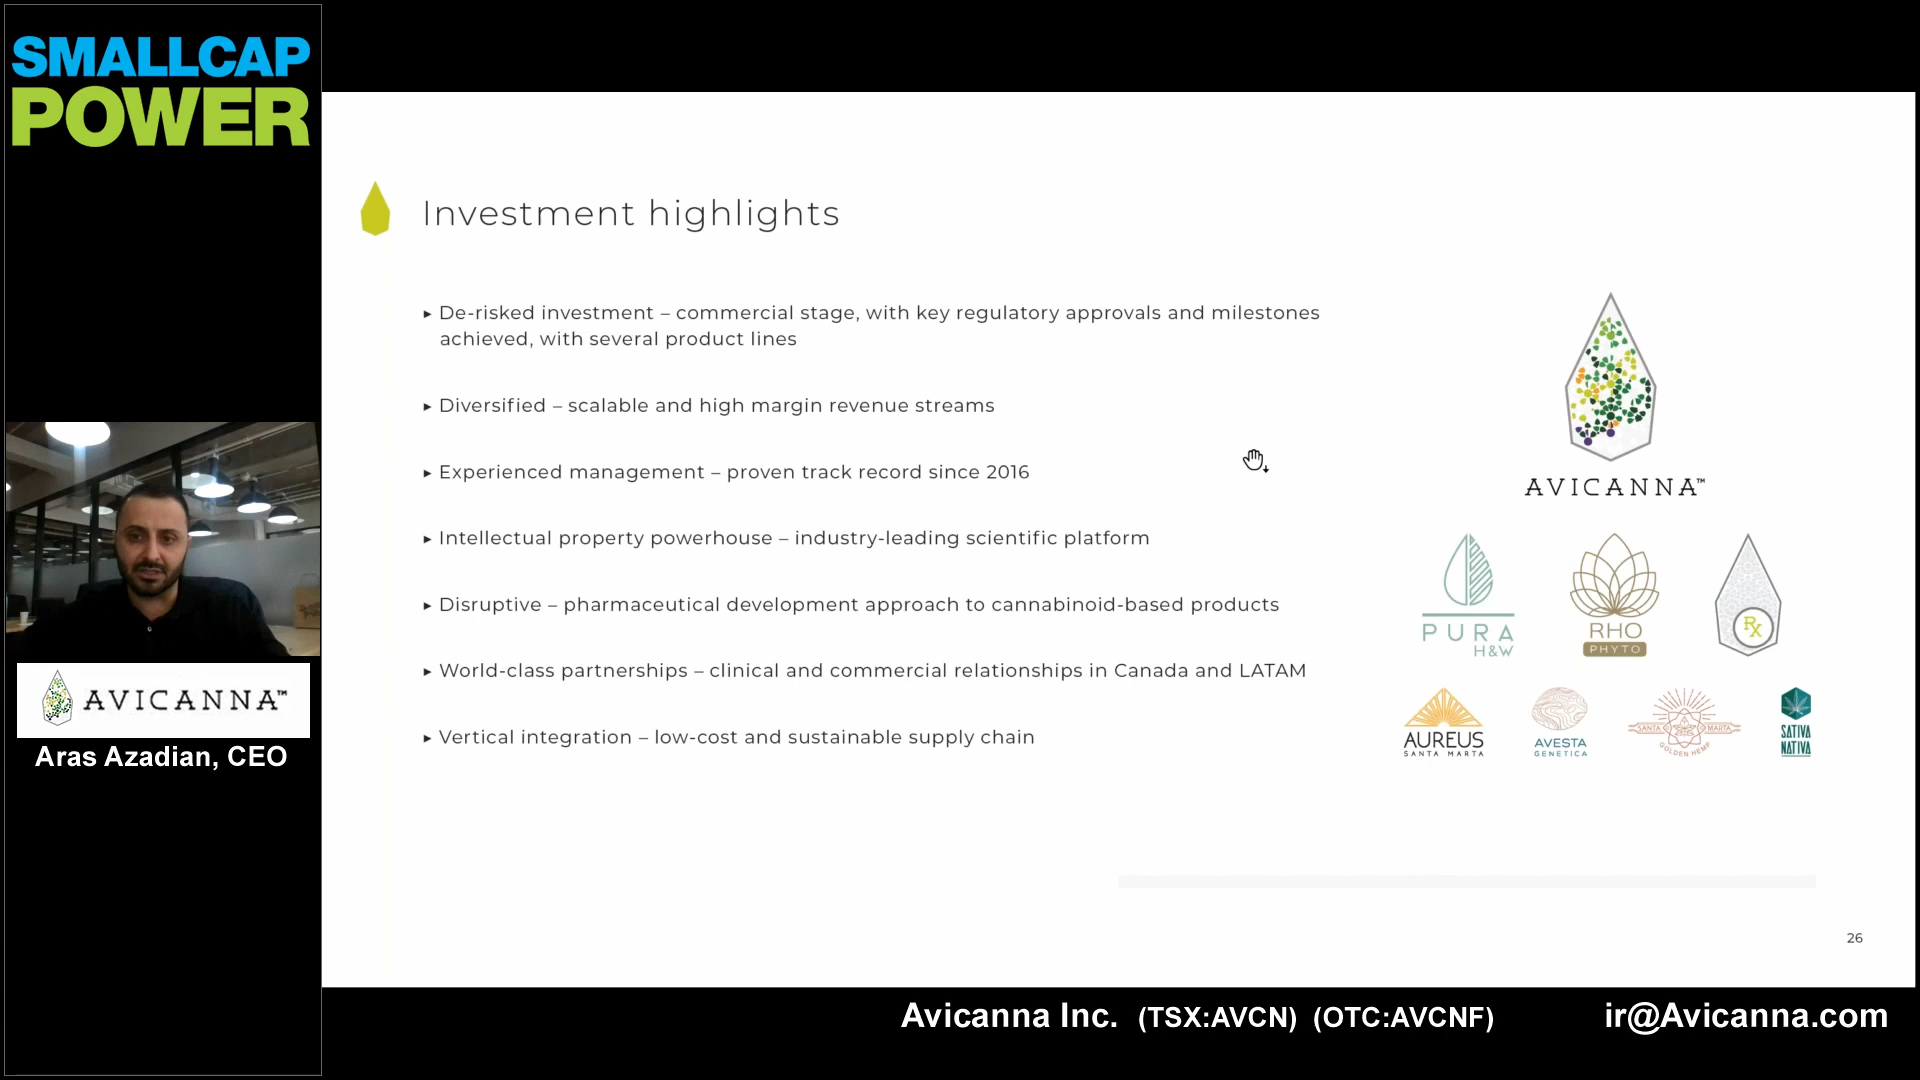 SMALLCAP
POWER
AVICANNA™
Aras Azadian, CEO
Investment highlights
▸ De-risked investment – commercial stage, with key regulatory approvals and milestones
achieved, with several product lines
▸ Diversified – scalable and high margin revenue streams
▸ Experienced management – proven track record since 2016
▸ Intellectual property powerhouse – industry-leading scientific platform
▸ Disruptive – pharmaceutical development approach to cannabinoid-based products
▸ World-class partnerships – clinical and commercial relationships in Canada and LATAM
▸ Vertical integration – low-cost and sustainable supply chain
AVICANNA™
PURA
H&W
RHO
PHYTO
RX
AUREUS
SANTA MARTA
AVESTA
GENETICA
SANTA MARTA
GOLDEN HEMP
SATIVA
NATIVA
26
Avicanna Inc. (TSX:AVCN) (OTC:AVCNF) ir@Avicanna.com